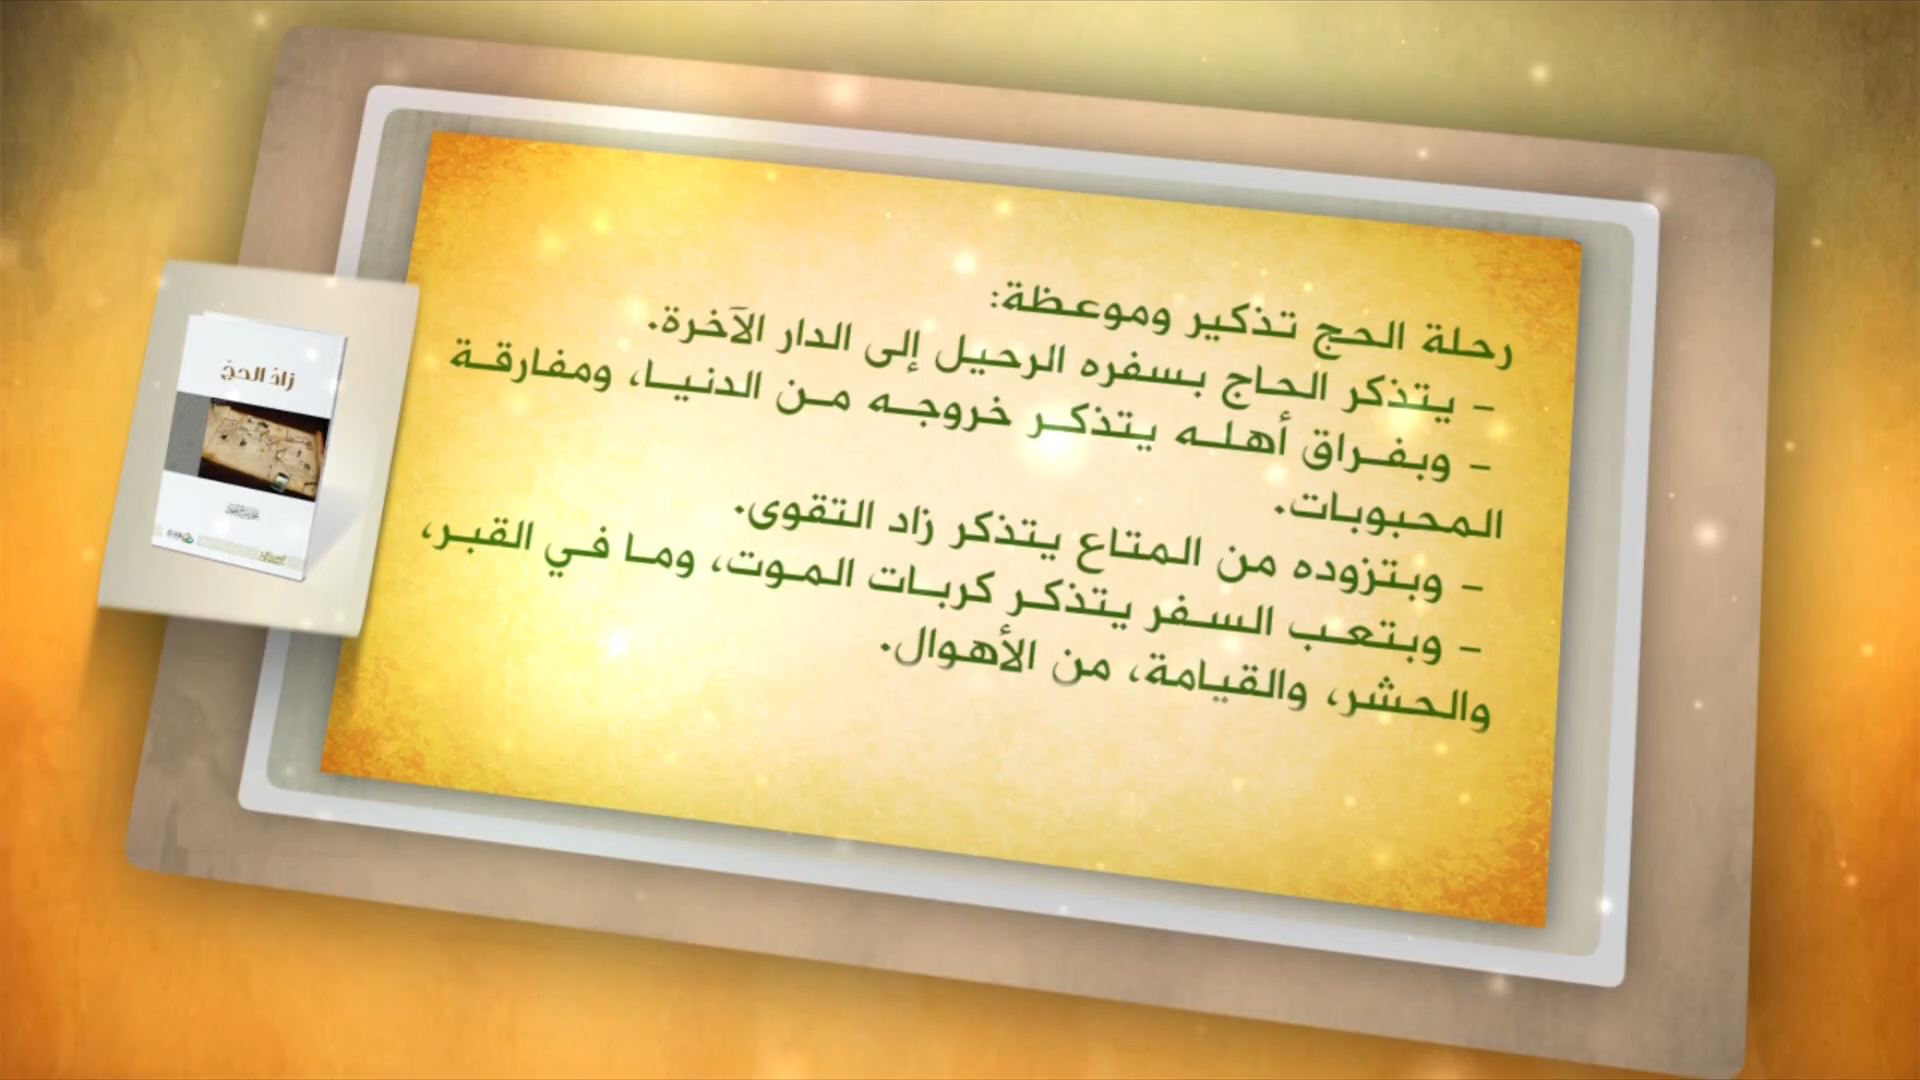 رحلة الحج تذكير وموعظة:
- يتذكر الحاج بسفره الرحيل إلى الدار الآخرة.
- وبفراق أهله يتذكر خروجه من الدنيا، ومفارقة
المحبوبات.
- وبتزوده من المتاع يتذكر زاد التقوى.
- وبتعب السفر يتذكر كربات الموت، وما في القبر،
والحشر، والقيامة، من الأهوال.
زاد الحج